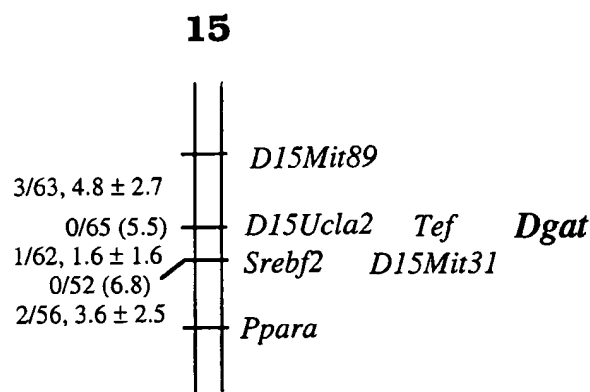 15
D15Mit89
3/63, 4.8 ± 2.7
0/65 (5.5) D15Ucla2 Tef Dgat
1/62, 1.6 ± 1.6 Srebf2 D15Mit31
0/52 (6.8)
2/56, 3.6 ± 2.5
Ppara